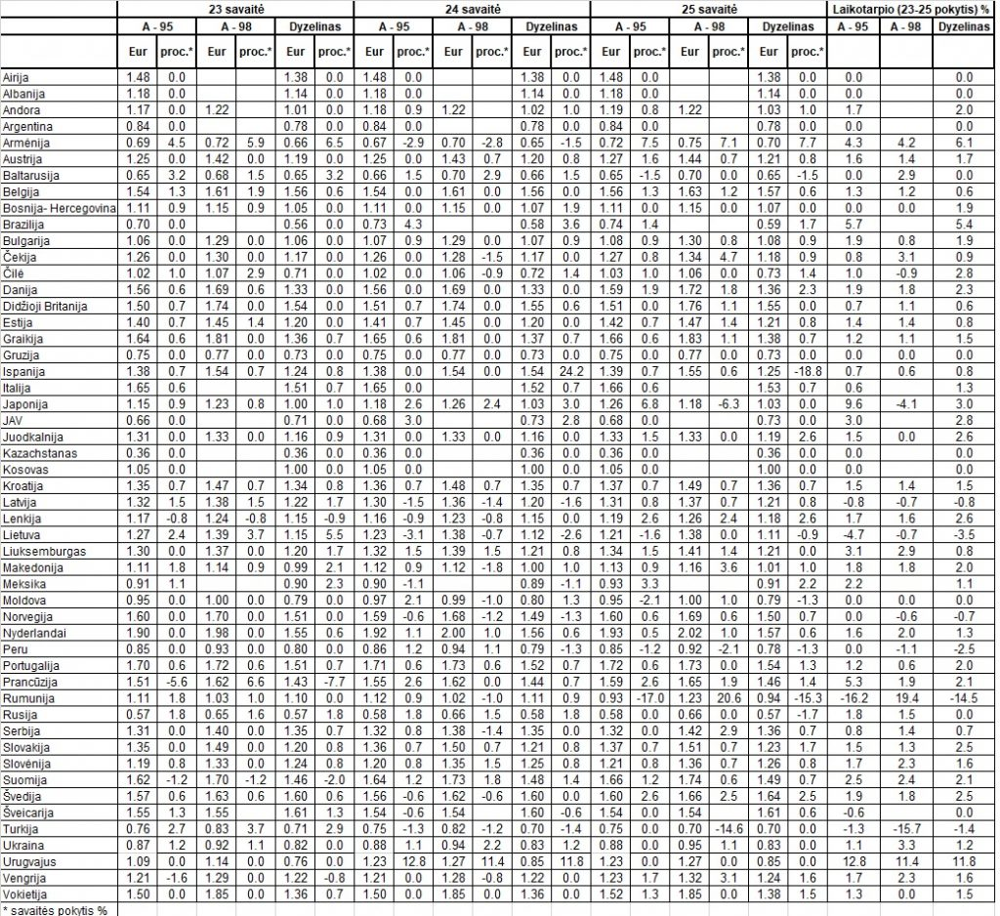 23 savaitė 24 savaitė 25 savaitė Laikotarpio (23-25 pokytis) %
A - 95 A - 98 Dyzelinas A - 95 A - 98 Dyzelinas A - 95 A - 98 Dyzelinas A - 95 A - 98 Dyzelinas
Eur proc.* Eur proc.* Eur proc.* Eur proc.* Eur proc.* Eur proc.* Eur proc.* Eur proc.* Eur proc.*
Airija 1.48 0.0 1.38 0.0 1.48 0.0 1.38 0.0 1.48 0.0 1.38 0.0 0.0 0.0
Albanija 1.18 0.0 1.14 0.0 1.18 0.0 1.14 0.0 1.18 0.0 1.14 0.0 0.0 0.0
Andora 1.17 0.0 1.22 1.01 0.0 1.18 0.9 1.22 1.02 1.0 1.19 0.8 1.22 1.03 1.0 1.7 2.0
Argentina 0.84 0.0 0.78 0.0 0.84 0.0 0.78 0.0 0.84 0.0 0.78 0.0 0.0 0.0
Armėnija 0.69 4.5 0.72 5.9 0.66 6.5 0.67 -2.9 0.70 -2.8 0.65 -1.5 0.72 7.5 0.75 7.1 0.70 7.7 4.3 4.2 6.1
Austrija 1.25 0.0 1.42 0.0 1.19 0.0 1.25 0.0 1.43 0.7 1.20 0.8 1.27 1.6 1.44 0.7 1.21 0.8 1.6 1.4 1.7
Baltarusija 0.65 3.2 0.68 1.5 0.65 3.2 0.66 1.5 0.70 2.9 0.66 1.5 0.65 -1.5 0.70 0.0 0.65 -1.5 0.0 2.9 0.0
Belgija 1.54 1.3 1.61 1.9 1.56 0.6 1.54 0.0 1.61 0.0 1.56 0.0 1.56 1.3 1.63 1.2 1.57 0.6 1.3 1.2 0.6
Bosnija- Hercegovina 1.11 0.9 1.15 0.9 1.05 0.0 1.11 0.0 1.15 0.0 1.07 1.9 1.11 0.0 1.15 0.0 1.07 0.0 0.0 0.0 1.9
Brazilija 0.70 0.0 0.56 0.0 0.73 4.3 0.58 3.6 0.74 1.4 0.59 1.7 5.7 5.4
Bulgarija 1.06 0.0 1.29 0.0 1.06 0.0 1.07 0.9 1.29 0.0 1.07 0.9 1.08 0.9 1.30 0.8 1.08 0.9 1.9 0.8 1.9
Čekija 1.26 0.0 1.30 0.0 1.17 0.0 1.26 0.0 1.28 -1.5 1.17 0.0 1.27 0.8 1.34 4.7 1.18 0.9 0.8 3.1 0.9
Čilė 1.02 1.0 1.07 2.9 0.71 0.0 1.02 0.0 1.06 -0.9 0.72 1.4 1.03 1.0 1.06 0.0 0.73 1.4 1.0 -0.9 2.8
Danija 1.56 0.6 1.69 0.6 1.33 0.0 1.56 0.0 1.69 0.0 1.33 0.0 1.59 1.9 1.72 1.8 1.36 2.3 1.9 1.8 2.3
Didžioji Britanija 1.50 0.7 1.74 0.0 1.54 0.0 1.51 0.7 1.74 0.0 1.55 0.6 1.51 0.0 1.76 1.1 1.55 0.0 0.7 1.1 0.6
Estija 1.40 0.7 1.45 1.4 1.20 0.0 1.41 0.7 1.45 0.0 1.20 0.0 1.42 0.7 1.47 1.4 1.21 0.8 1.4 1.4 0.8
Graikija 1.64 0.6 1.81 0.0 1.36 0.7 1.65 0.6 1.81 0.0 1.37 0.7 1.66 0.6 1.83 1.1 1.38 0.7 1.2 1.1 1.5
Gruzija 0.75 0.0 0.77 0.0 0.73 0.0 0.75 0.0 0.77 0.0 0.73 0.0 0.75 0.0 0.77 0.0 0.73 0.0 0.0 0.0 0.0
Ispanija 1.38 0.7 1.54 0.7 1.24 0.8 1.38 0.0 1.54 0.0 1.54 24.2 1.39 0.7 1.55 0.6 1.25 -18.8 0.7 0.6 0.8
Italija 1.65 0.6 1.51 0.7 1.65 0.0 1.52 0.7 1.66 0.6 1.53 0.7 0.6 1.3
Japonija 1.15 0.9 1.23 0.8 1.00 1.0 1.18 2.6 1.26 2.4 1.03 3.0 1.26 6.8 1.18 -6.3 1.03 0.0 9.6 -4.1 3.0
JAV 0.66 0.0 0.71 0.0 0.68 3.0 0.73 2.8 0.68 0.0 0.73 0.0 3.0 2.8
Juodkalnija 1.31 0.0 1.33 0.0 1.16 0.9 1.31 0.0 1.33 0.0 1.16 0.0 1.33 1.5 1.33 0.0 1.19 2.6 1.5 0.0 2.6
Kazachstanas 0.36 0.0 0.36 0.0 0.36 0.0 0.36 0.0 0.36 0.0 0.36 0.0 0.0 0.0
Kosovas 1.05 0.0 1.00 0.0 1.05 0.0 1.00 0.0 1.05 0.0 1.00 0.0 0.0 0.0
Kroatija 1.35 0.7 1.47 0.7 1.34 0.8 1.36 0.7 1.48 0.7 1.35 0.7 1.37 0.7 1.49 0.7 1.36 0.7 1.5 1.4 1.5
Latvija 1.32 1.5 1.38 1.5 1.22 1.7 1.30 -1.5 1.36 -1.4 1.20 -1.6 1.31 0.8 1.37 0.7 1.21 0.8 -0.8 -0.7 -0.8
Lenkija 1.17 -0.8 1.24 -0.8 1.15 -0.9 1.16 -0.9 1.23 -0.8 1.15 0.0 1.19 2.6 1.26 2.4 1.18 2.6 1.7 1.6 2.6
Lietuva 1.27 2.4 1.39 3.7 1.15 5.5 1.23 -3.1 1.38 -0.7 1.12 -2.6 1.21 -1.6 1.38 0.0 1.11 -0.9 -4.7 -0.7 -3.5
Liuksemburgas 1.30 0.0 1.37 0.0 1.20 1.7 1.32 1.5 1.39 1.5 1.21 0.8 1.34 1.5 1.41 1.4 1.21 0.0 3.1 2.9 0.8
Makedonija 1.11 1.8 1.14 0.9 0.99 2.1 1.12 0.9 1.12 -1.8 1.00 1.0 1.13 0.9 1.16 3.6 1.01 1.0 1.8 1.8 2.0
Meksika 0.91 1.1 0.90 2.3 0.90 -1.1 0.89 -1.1 0.93 3.3 0.91 2.2 2.2 1.1
Moldova 0.95 0.0 1.00 0.0 0.79 0.0 0.97 2.1 0.99 -1.0 0.80 1.3 0.95 -2.1 1.00 1.0 0.79 -1.3 0.0 0.0 0.0
Norvegija 1.60 0.0 1.70 0.0 1.51 0.0 1.59 -0.6 1.68 -1.2 1.49 -1.3 1.60 0.6 1.69 0.6 1.50 0.7 0.0 -0.6 -0.7
Nyderlandai 1.90 0.0 1.98 0.0 1.55 0.6 1.92 1.1 2.00 1.0 1.56 0.6 1.93 0.5 2.02 1.0 1.57 0.6 1.6 2.0 1.3
Peru 0.85 0.0 0.93 0.0 0.80 0.0 0.86 1.2 0.94 1.1 0.79 -1.3 0.85 -1.2 0.92 -2.1 0.78 -1.3 0.0 -1.1 -2.5
Portugalija 1.70 0.6 1.72 0.6 1.51 0.7 1.71 0.6 1.73 0.6 1.52 0.7 1.72 0.6 1.73 0.0 1.54 1.3 1.2 0.6 2.0
Prancūzija 1.51 -5.6 1.62 6.6 1.43 -7.7 1.55 2.6 1.62 0.0 1.44 0.7 1.59 2.6 1.65 1.9 1.46 1.4 5.3 1.9 2.1
Rumunija 1.11 1.8 1.03 1.0 1.10 0.0 1.12 0.9 1.02 -1.0 1.11 0.9 0.93 -17.0 1.23 20.6 0.94 -15.3 -16.2 19.4 -14.5
Rusija 0.57 1.8 0.65 1.6 0.57 1.8 0.58 1.8 0.66 1.5 0.58 1.8 0.58 0.0 0.66 0.0 0.57 -1.7 1.8 1.5 0.0
Serbija 1.31 0.0 1.40 0.0 1.35 0.7 1.32 0.8 1.38 -1.4 1.35 0.0 1.32 0.0 1.42 2.9 1.36 0.7 0.8 1.4 0.7
Slovakija 1.35 0.0 1.49 0.0 1.20 0.8 1.36 0.7 1.50 0.7 1.21 0.8 1.37 0.7 1.51 0.7 1.23 1.7 1.5 1.3 2.5
Slovėnija 1.19 0.8 1.33 0.0 1.24 0.8 1.20 0.8 1.35 1.5 1.25 0.8 1.21 0.8 1.36 0.7 1.26 0.8 1.7 2.3 1.6
Suomija 1.62 -1.2 1.70 -1.2 1.46 -2.0 1.64 1.2 1.73 1.8 1.48 1.4 1.66 1.2 1.74 0.6 1.49 0.7 2.5 2.4 2.1
Švedija 1.57 0.6 1.63 0.6 1.60 0.6 1.56 -0.6 1.62 -0.6 1.60 0.0 1.60 2.6 1.66 2.5 1.64 2.5 1.9 1.8 2.5
Šveicarija 1.55 1.3 1.55 1.61 1.3 1.54 -0.6 1.54 1.60 -0.6 1.54 0.0 1.54 1.61 0.6 -0.6 0.0
Turkija 0.76 2.7 0.83 3.7 0.71 2.9 0.75 -1.3 0.82 -1.2 0.70 -1.4 0.75 0.0 0.70 -14.6 0.70 0.0 -1.3 -15.7 -1.4
Ukraina 0.87 1.2 0.92 1.1 0.82 0.0 0.88 1.1 0.94 2.2 0.83 1.2 0.88 0.0 0.95 1.1 0.83 0.0 1.1 3.3 1.2
Urugvajus 1.09 0.0 1.14 0.0 0.76 0.0 1.23 12.8 1.27 11.4 0.85 11.8 1.23 0.0 1.27 0.0 0.85 0.0 12.8 11.4 11.8
Vengrija 1.21 -1.6 1.29 0.0 1.22 -0.8 1.21 0.0 1.28 -0.8 1.22 0.0 1.23 1.7 1.32 3.1 1.24 1.6 1.7 2.3 1.6
Vokietija 1.50 0.0 1.85 0.0 1.36 0.7 1.50 0.0 1.85 0.0 1.36 0.0 1.52 1.3 1.85 0.0 1.38 1.5 1.3 0.0 1.5
* savaitės pokytis %